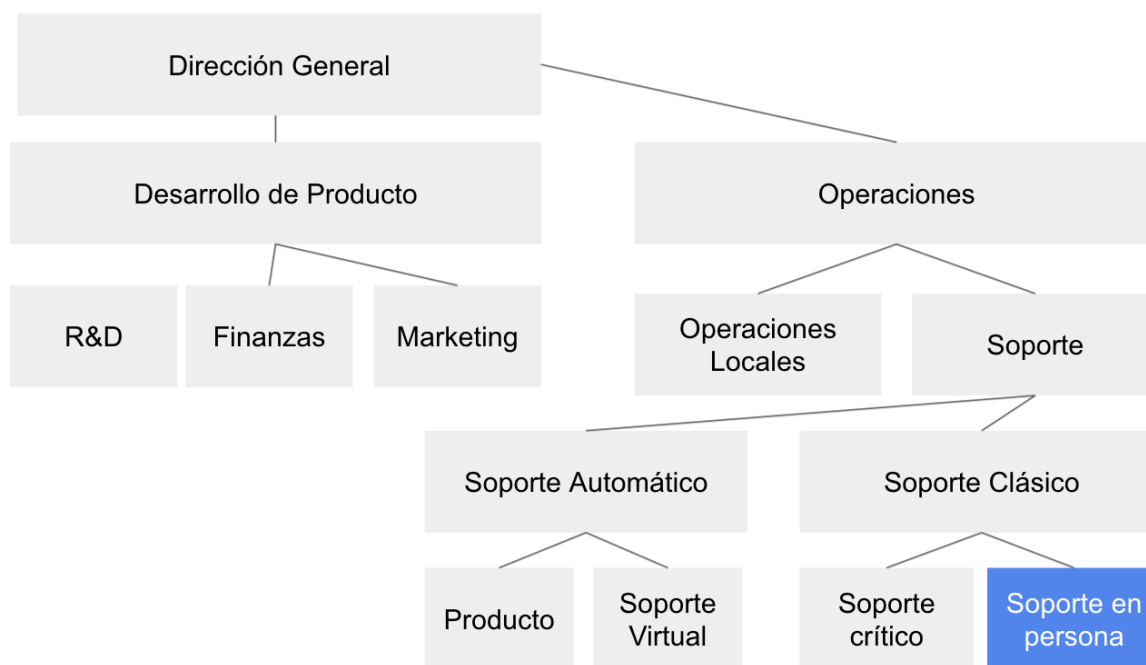 Dirección General
Desarrollo de Producto
Operaciones
R&D
Finanzas
Marketing
Operaciones
Locales
Soporte
Soporte Automático
Soporte Clásico
Producto
Soporte
Virtual
Soporte
crítico
Soporte en
persona